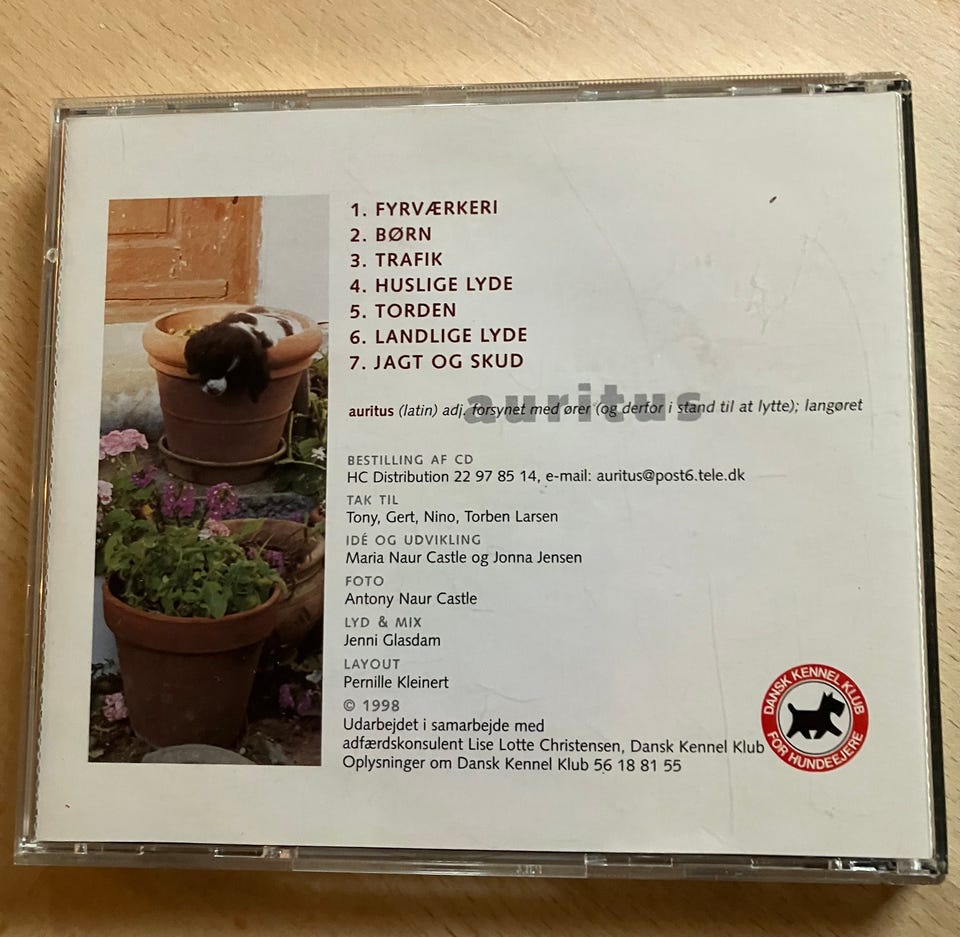 1. FYRVÆRKERI
2. BØRN
3. TRAFIK
4. HUSLIGE LYDE
5. TORDEN
6. LANDLIGE LYDE
7. JAGT OG SKUD
auritus
auritus (latin) adj. forsynet med ører (og derfor i stand til at lytte); langøret
BESTILLING AF CD
HC Distribution 22 97 85 14, e-mail: auritus@post6.tele.dk
TAK TIL
Tony, Gert, Nino, Torben Larsen
IDÉ OG UDVIKLING
Maria Naur Castle og Jonna Jensen
FOTO
Antony Naur Castle
LYD & MIX
Jenni Glasdam
LAYOUT
Pernille Kleinert
© 1998
Udarbejdet i samarbejde med
adfærdskonsulent Lise Lotte Christensen, Dansk Kennel Klub
Oplysninger om Dansk Kennel Klub 56 18 81 55
DANSK KENNEL KLUB
FOR HUNDEEJERE